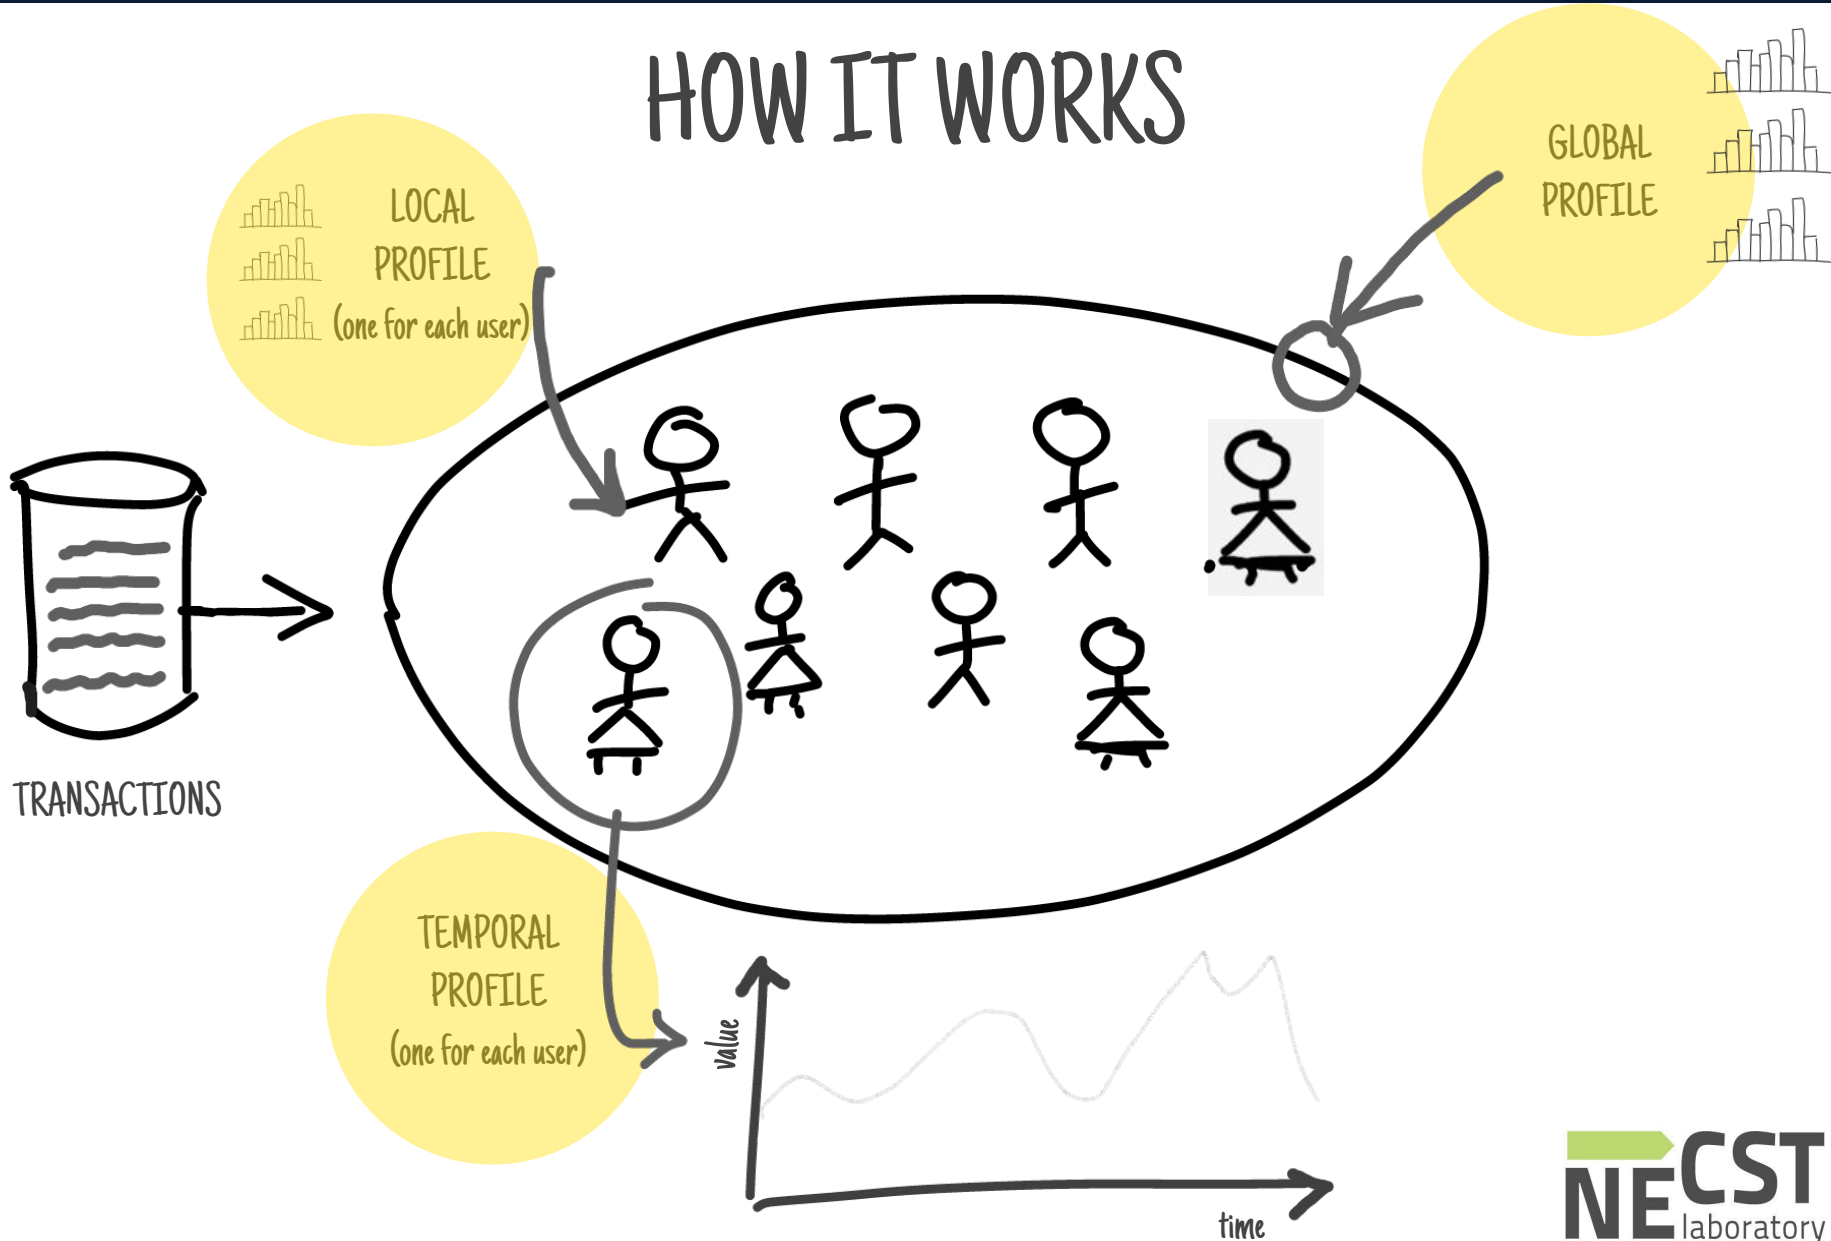 HOW IT WORKS
LOCAL
PROFILE
(one for each user)
GLOBAL
PROFILE
TRANSACTIONS
TEMPORAL
PROFILE
(one for each user)
value
time
NECST
laboratory